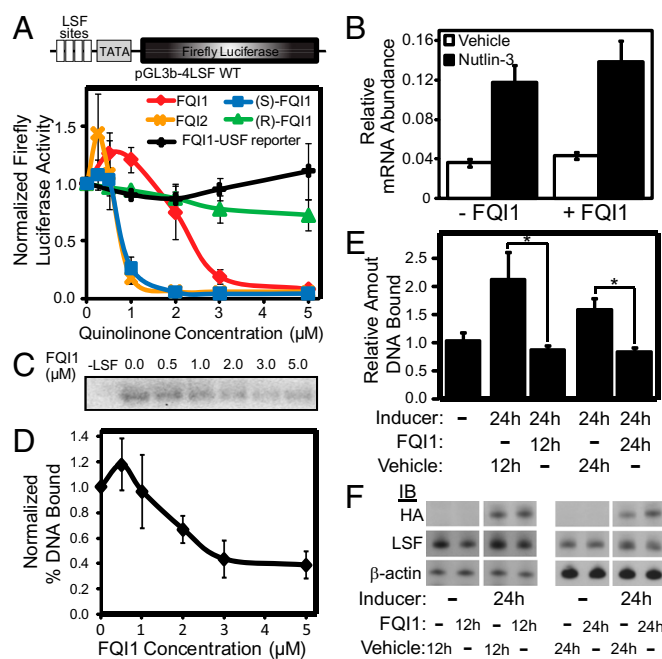 A
LSF
sites
TATA
Firefly Luciferase
pGL3b-4LSF WT
FQI1
(S)-FQI1
FQI2
(R)-FQI1
FQI1-USF reporter
Normalized Firefly
Luciferase Activity
1.5
1.0
0.5
0.0
0 1 2 3 4 5
Quinolinone Concentration (µM)
B
Vehicle
Nutlin-3
Relative
mRNA Abundance
0.16
0.12
0.08
0.04
0
- FQI1 + FQI1
C
FQI1
(µM)
-LSF 0.0 0.5 1.0 2.0 3.0 5.0
D
Normalized
% DNA Bound
1.4
1.2
1.0
0.8
0.6
0.4
0.2
0.0
0 1 2 3 4 5
FQI1 Concentration (µM)
E
Relative Amout
DNA Bound
3.0
2.5
2.0
1.5
1.0
0.5
0.0
* *
Inducer: - 24h 24h 24h 24h
FQI1: - - 12h - 24h
Vehicle: 12h 24h
F
IB
HA
LSF
β-actin
Inducer: - 24h - 24h
FQI1: - 12h - 12h - 24h - 24h
Vehicle: 12h - 12h - 24h - 24h -